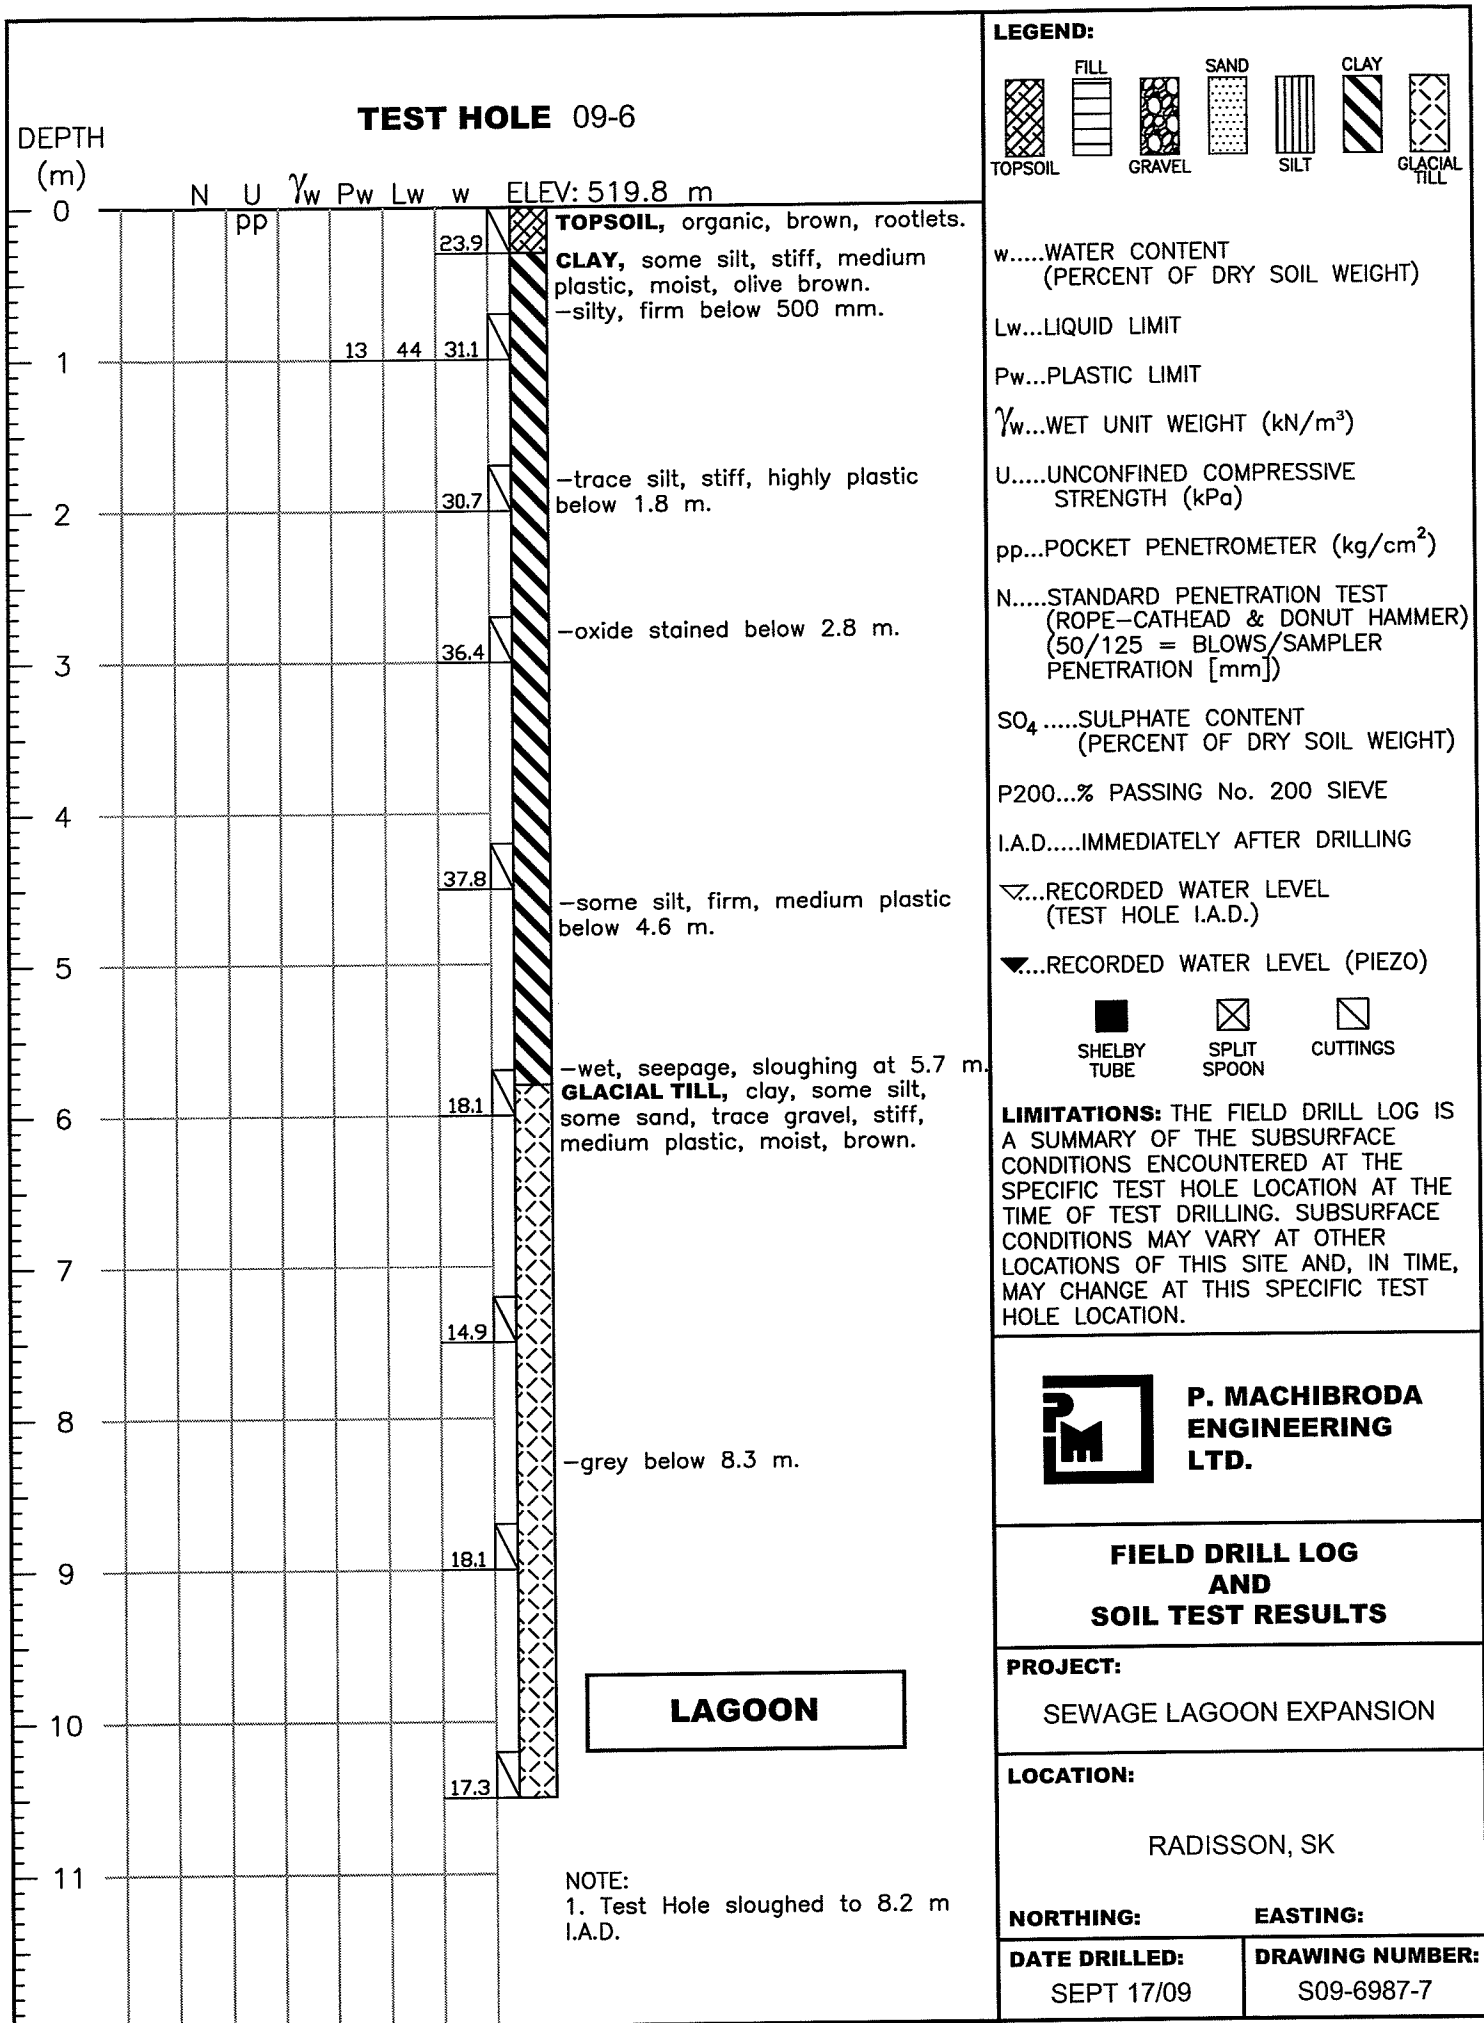 TEST HOLE 09-6
DEPTH
(m)
N U γw Pw Lw w ELEV: 519.8 m
pp
0
TOPSOIL, organic, brown, rootlets.
23.9
CLAY, some silt, stiff, medium
plastic, moist, olive brown.
-silty, firm below 500 mm.
13 44 31.1
1
-trace silt, stiff, highly plastic
below 1.8 m.
30.7
2
-oxide stained below 2.8 m.
36.4
3
4
37.8
-some silt, firm, medium plastic
below 4.6 m.
5
-wet, seepage, sloughing at 5.7 m.
GLACIAL TILL, clay, some silt,
some sand, trace gravel, stiff,
medium plastic, moist, brown.
18.1
6
7
14.9
8
-grey below 8.3 m.
18.1
9
LAGOON
10
17.3
11
NOTE:
1. Test Hole sloughed to 8.2 m
I.A.D.
LEGEND:
FILL SAND CLAY
TOPSOIL GRAVEL SILT GLACIAL
TILL
w.....WATER CONTENT
(PERCENT OF DRY SOIL WEIGHT)
Lw...LIQUID LIMIT
Pw...PLASTIC LIMIT
γw...WET UNIT WEIGHT (kN/m³)
U.....UNCONFINED COMPRESSIVE
STRENGTH (kPa)
pp...POCKET PENETROMETER (kg/cm²)
N.....STANDARD PENETRATION TEST
(ROPE-CATHEAD & DONUT HAMMER)
(50/125 = BLOWS/SAMPLER
PENETRATION [mm])
SO₄.....SULPHATE CONTENT
(PERCENT OF DRY SOIL WEIGHT)
P200...% PASSING No. 200 SIEVE
I.A.D.....IMMEDIATELY AFTER DRILLING
...RECORDED WATER LEVEL
(TEST HOLE I.A.D.)
...RECORDED WATER LEVEL (PIEZO)
SHELBY SPLIT CUTTINGS
TUBE SPOON
LIMITATIONS: THE FIELD DRILL LOG IS
A SUMMARY OF THE SUBSURFACE
CONDITIONS ENCOUNTERED AT THE
SPECIFIC TEST HOLE LOCATION AT THE
TIME OF TEST DRILLING. SUBSURFACE
CONDITIONS MAY VARY AT OTHER
LOCATIONS OF THIS SITE AND, IN TIME,
MAY CHANGE AT THIS SPECIFIC TEST
HOLE LOCATION.
PM
P. MACHIBRODA
ENGINEERING
LTD.
FIELD DRILL LOG
AND
SOIL TEST RESULTS
PROJECT:
SEWAGE LAGOON EXPANSION
LOCATION:
RADISSON, SK
NORTHING: EASTING:
DATE DRILLED: DRAWING NUMBER:
SEPT 17/09 S09-6987-7